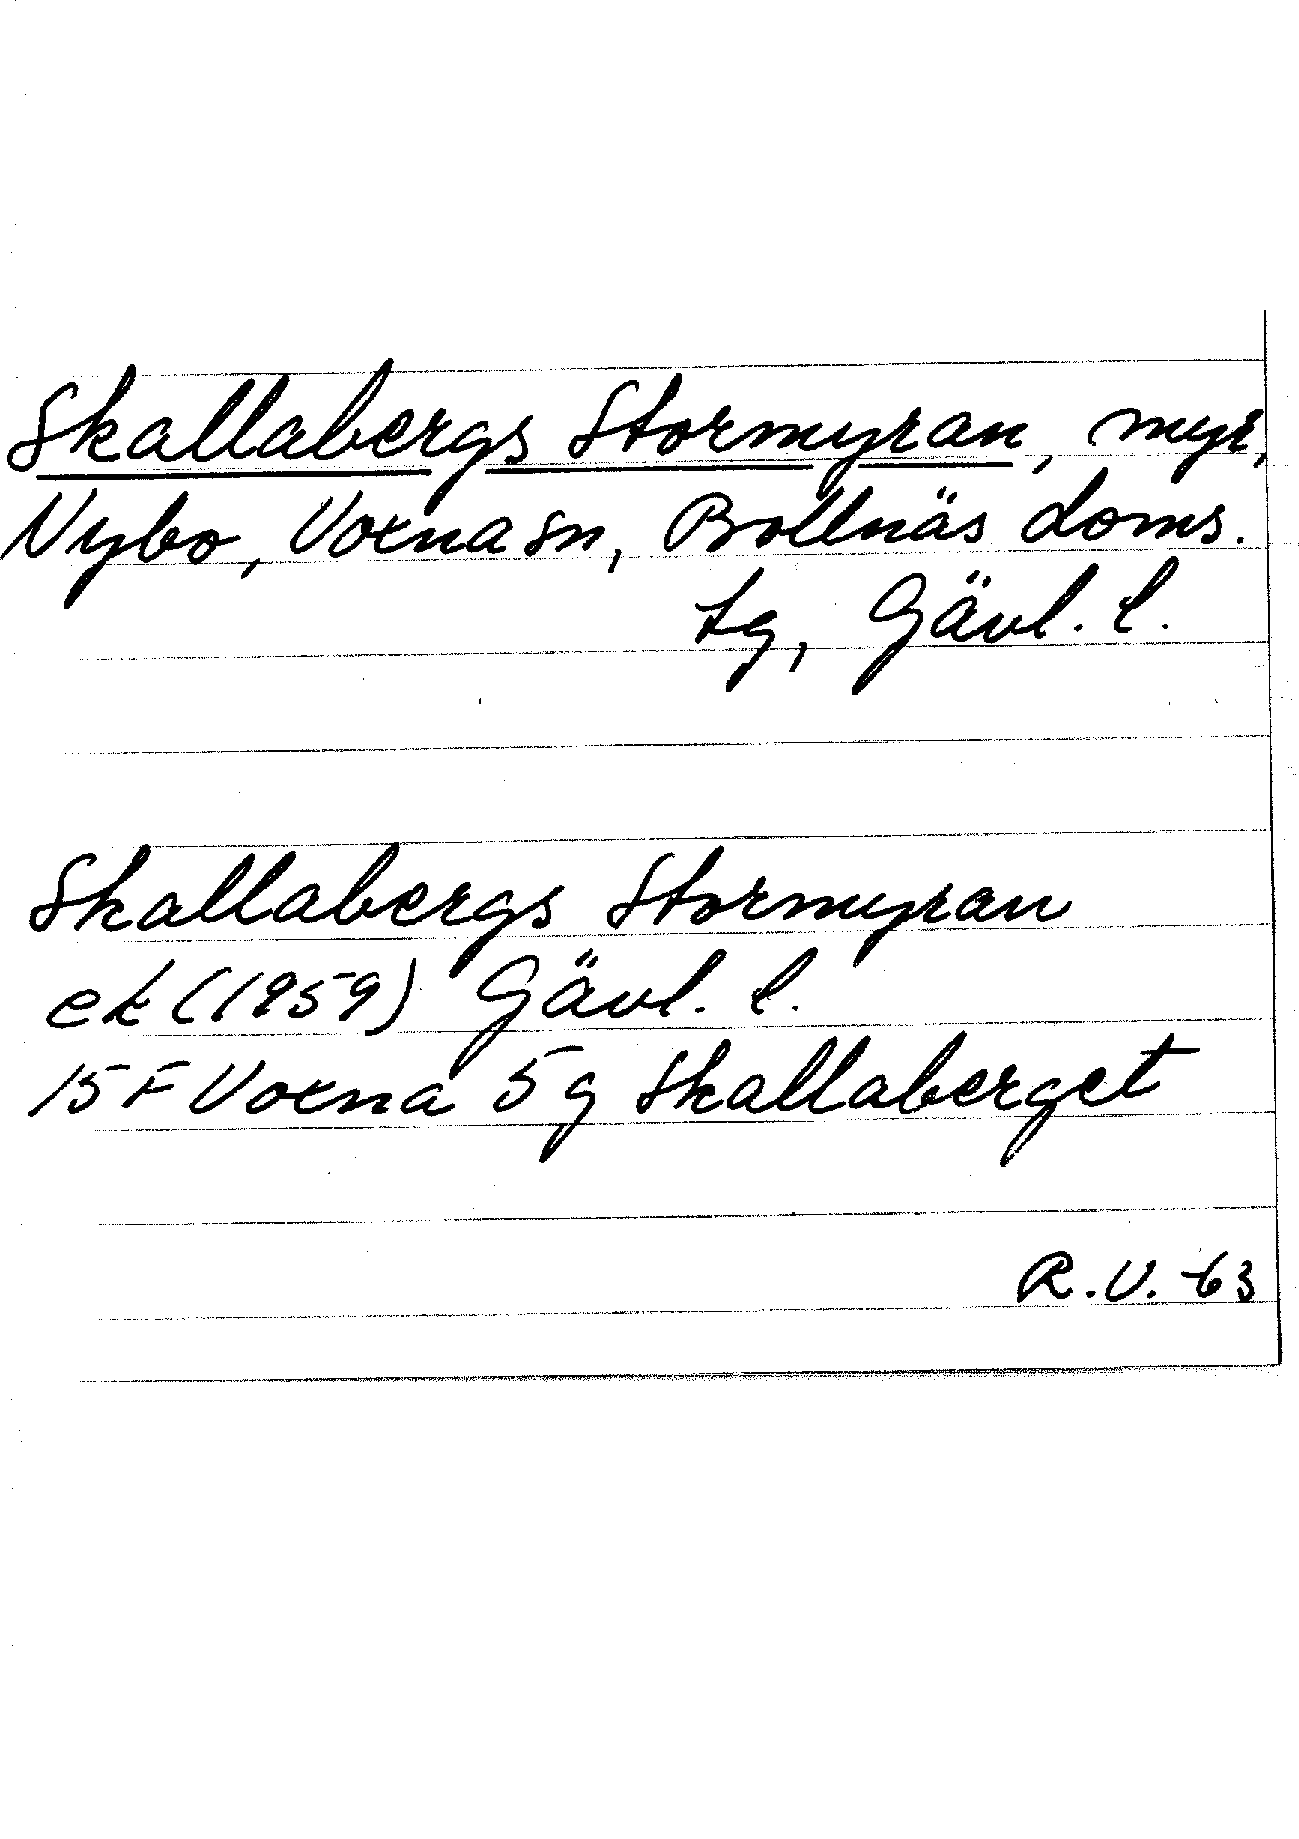 Skallabergs Stormyran, myr,
Nybo, Voxna sn, Bollnäs doms.
tg, Gävl. l.
Skallabergs Stormyran
ek (1959) Gävl. l.
15 F Voxna 5 g Skallaberget
R.V. -63